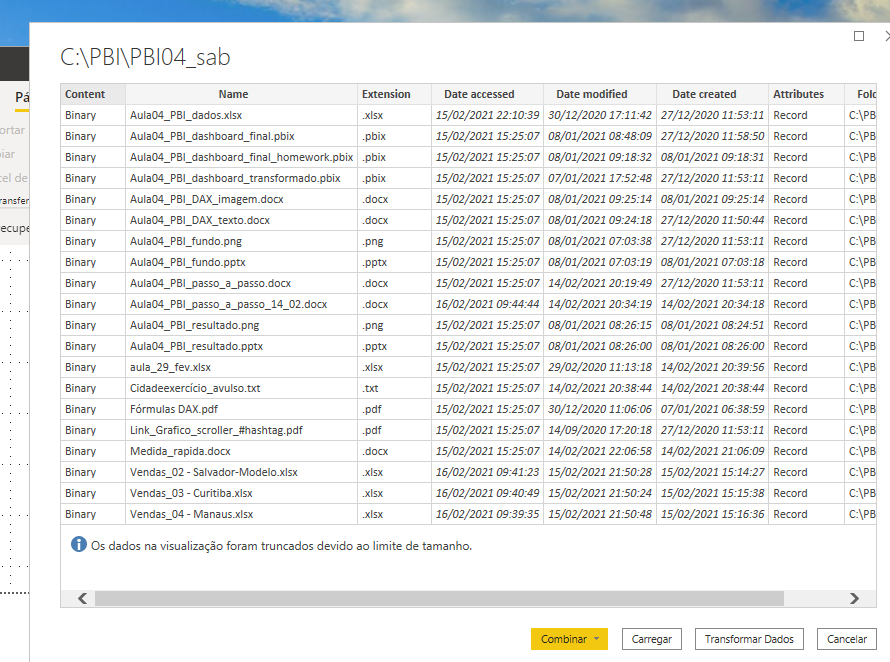 C:\PBI\PBI04_sab
Pá
ortar
iar
cel de
ransfer
recupe
Content Name Extension Date accessed Date modified Date created Attributes Fold
Binary Aula04_PBI_dados.xlsx .xlsx 15/02/2021 22:10:39 30/12/2020 17:11:42 27/12/2020 11:53:11 Record C:\PB
Binary Aula04_PBI_dashboard_final.pbix .pbix 15/02/2021 15:25:07 08/01/2021 08:48:09 27/12/2020 11:58:50 Record C:\PB
Binary Aula04_PBI_dashboard_final_homework.pbix .pbix 15/02/2021 15:25:07 08/01/2021 09:18:32 08/01/2021 09:18:31 Record C:\PB
Binary Aula04_PBI_dashboard_transformado.pbix .pbix 15/02/2021 15:25:07 07/01/2021 17:52:48 27/12/2020 11:53:11 Record C:\PB
Binary Aula04_PBI_DAX_imagem.docx .docx 15/02/2021 15:25:07 08/01/2021 09:25:14 08/01/2021 09:25:14 Record C:\PB
Binary Aula04_PBI_DAX_texto.docx .docx 15/02/2021 15:25:07 08/01/2021 09:24:18 27/12/2020 11:50:44 Record C:\PB
Binary Aula04_PBI_fundo.png .png 15/02/2021 15:25:07 08/01/2021 07:03:38 27/12/2020 11:53:11 Record C:\PB
Binary Aula04_PBI_fundo.pptx .pptx 15/02/2021 15:25:07 08/01/2021 07:03:19 08/01/2021 07:03:18 Record C:\PB
Binary Aula04_PBI_passo_a_passo.docx .docx 15/02/2021 15:25:07 14/02/2021 20:19:49 27/12/2020 11:53:11 Record C:\PB
Binary Aula04_PBI_passo_a_passo_14_02.docx .docx 16/02/2021 09:44:44 14/02/2021 20:34:19 14/02/2021 20:34:18 Record C:\PB
Binary Aula04_PBI_resultado.png .png 15/02/2021 15:25:07 08/01/2021 08:26:15 08/01/2021 08:24:51 Record C:\PB
Binary Aula04_PBI_resultado.pptx .pptx 15/02/2021 15:25:07 08/01/2021 08:26:00 08/01/2021 08:26:00 Record C:\PB
Binary aula_29_fev.xlsx .xlsx 15/02/2021 15:25:07 29/02/2020 11:13:18 14/02/2021 20:39:56 Record C:\PB
Binary Cidadeexercício_avulso.txt .txt 15/02/2021 15:25:07 14/02/2021 20:38:44 14/02/2021 20:38:44 Record C:\PB
Binary Fórmulas DAX.pdf .pdf 15/02/2021 15:25:07 30/12/2020 11:06:06 07/01/2021 06:38:59 Record C:\PB
Binary Link_Grafico_scroller_#hashtag.pdf .pdf 15/02/2021 15:25:07 14/09/2020 17:20:18 27/12/2020 11:53:11 Record C:\PB
Binary Medida_rapida.docx .docx 15/02/2021 15:25:07 14/02/2021 22:06:58 14/02/2021 21:06:09 Record C:\PB
Binary Vendas_02 - Salvador-Modelo.xlsx .xlsx 16/02/2021 09:41:23 15/02/2021 21:50:28 15/02/2021 15:14:27 Record C:\PB
Binary Vendas_03 - Curitiba.xlsx .xlsx 16/02/2021 09:40:49 15/02/2021 21:50:24 15/02/2021 15:15:38 Record C:\PB
Binary Vendas_04 - Manaus.xlsx .xlsx 16/02/2021 09:39:35 15/02/2021 21:50:48 15/02/2021 15:16:36 Record C:\PB
Os dados na visualização foram truncados devido ao limite de tamanho.
Combinar Carregar Transformar Dados Cancelar